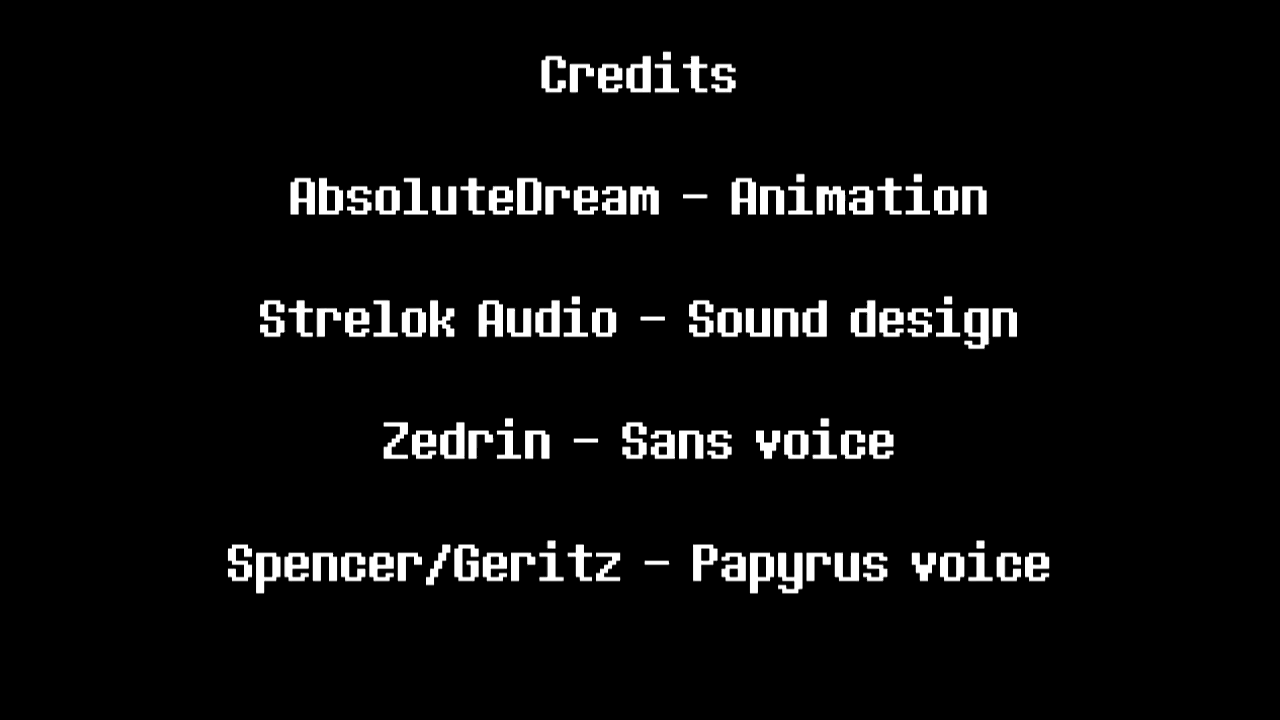 Credits
AbsoluteDream - Animation
Strelok Audio - Sound design
Zedrin - Sans voice
Spencer/Geritz - Papyrus voice